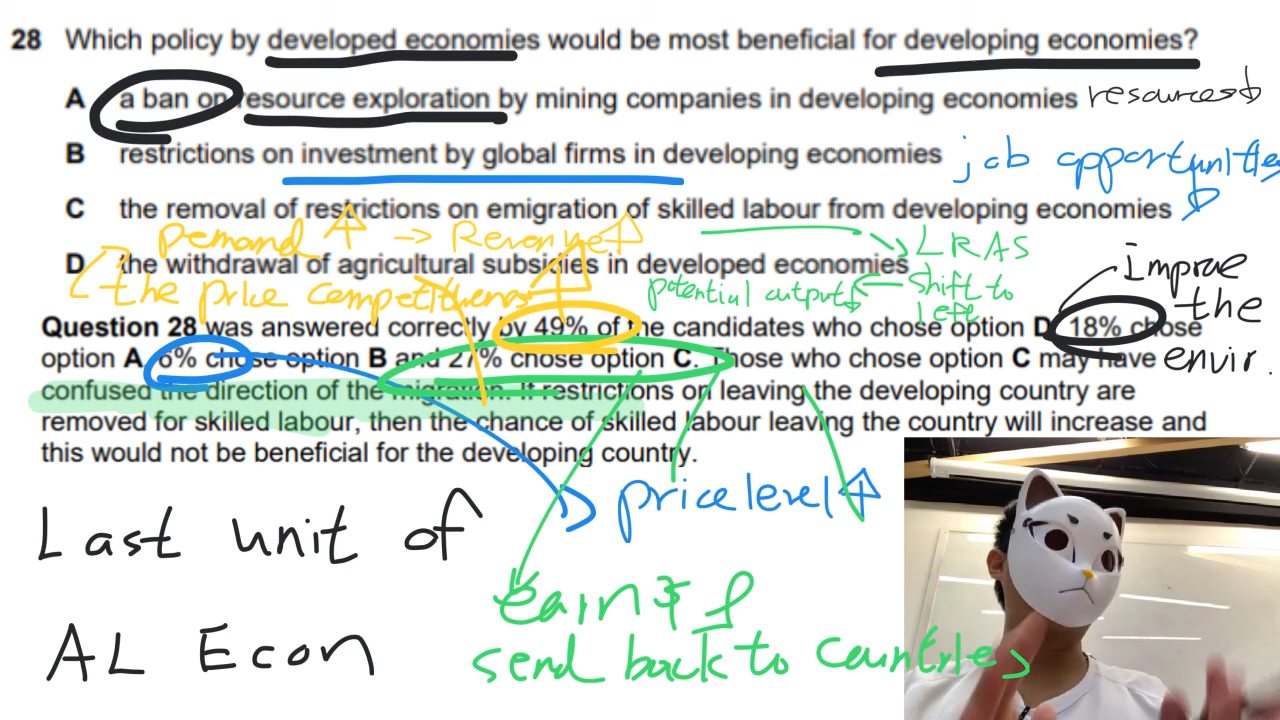 28 Which policy by developed economies would be most beneficial for developing economies?
A a ban on resource exploration by mining companies in developing economies resources↓
B restrictions on investment by global firms in developing economies job opportunities ↓
C the removal of restrictions on emigration of skilled labour from developing economies
Demand ↑ → Revenue ↑ LRAS
D the withdrawal of agricultural subsidies in developed economies
the price competitiveness ↑ potential output↓ ← shift to left
improve the envir.
Question 28 was answered correctly by 49% of the candidates who chose option D. 18% chose
option A, 6% chose option B and 27% chose option C. Those who chose option C may have
confused the direction of the migration. If restrictions on leaving the developing country are
removed for skilled labour, then the chance of skilled labour leaving the country will increase and
this would not be beneficial for the developing country.
price level ↑
Last unit of
AL Econ
earn $ &
send back to countries